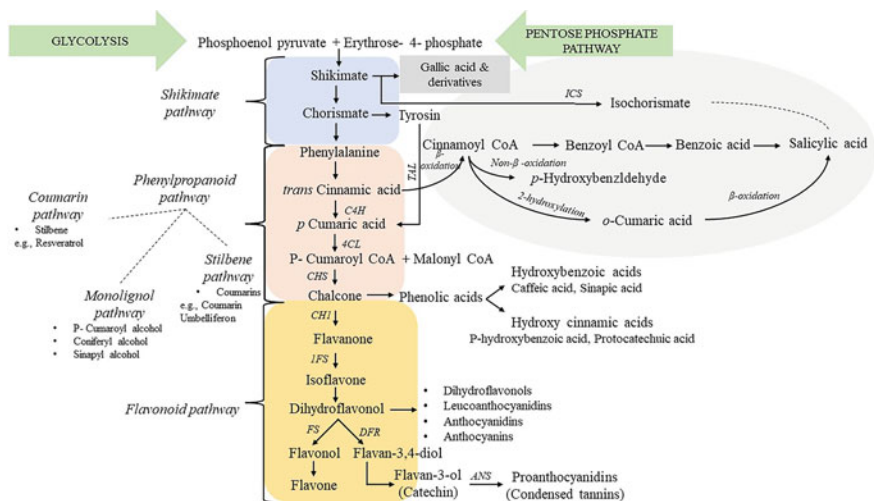 GLYCOLYSIS
Phosphoenol pyruvate + Erythrose- 4- phosphate
PENTOSE PHOSPHATE
PATHWAY
Shikimate
pathway
Shikimate
Gallic acid &
derivatives
ICS
Isochorismate
Chorismate
Tyrosin
Phenylalanine
β-
oxidation
TAL
Cinnamoyl CoA
Benzoyl CoA
Benzoic acid
Salicylic acid
Non-β -oxidation
p-Hydroxybenzldehyde
2-hydroxylation
o-Cumaric acid
β-oxidation
Coumarin
pathway
• Stilbene
e.g., Resveratrol
Phenylpropanoid
pathway
trans Cinnamic acid
C4H
p Cumaric acid
4CL
P- Cumaroyl CoA + Malonyl CoA
CHS
Chalcone
Phenolic acids
Hydroxybenzoic acids
Caffeic acid, Sinapic acid
Hydroxy cinnamic acids
P-hydroxybenzoic acid, Protocatechuic acid
Stilbene
pathway
• Coumarins
e.g., Coumarin
Umbelliferon
Monolignol
pathway
• P- Cumaroyl alcohol
• Coniferyl alcohol
• Sinapyl alcohol
Flavonoid pathway
CH1
Flavanone
1FS
Isoflavone
Dihydroflavonol
• Dihydroflavonols
• Leucoanthocyanidins
• Anthocyanidins
• Anthocyanins
FS
DFR
Flavonol
Flavan-3,4-diol
Flavone
Flavan-3-ol
(Catechin)
ANS
Proanthocyanidins
(Condensed tannins)